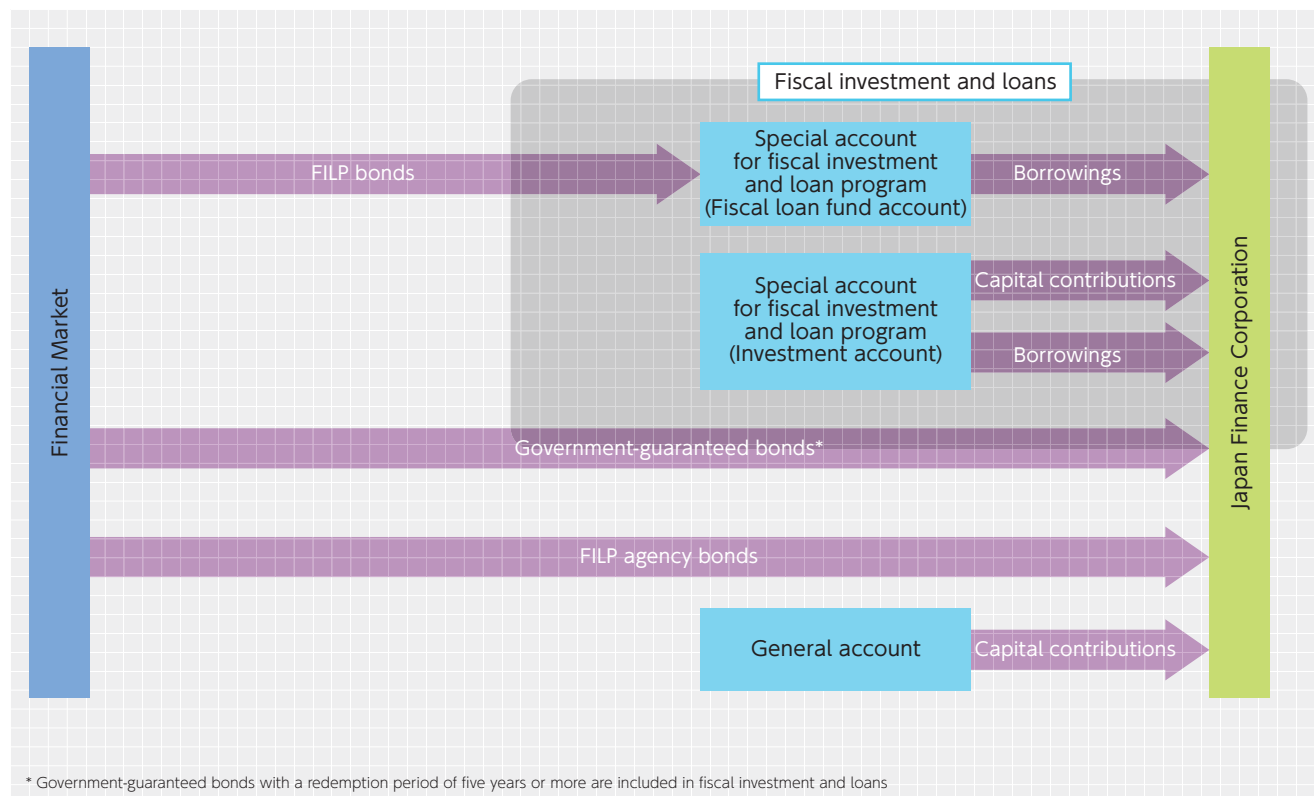 Fiscal investment and loans
Financial Market
FILP bonds
Special account
for fiscal investment
and loan program
(Fiscal loan fund account)
Borrowings
Special account
for fiscal investment
and loan program
(Investment account)
Capital contributions
Borrowings
Government-guaranteed bonds*
FILP agency bonds
General account
Capital contributions
Japan Finance Corporation
* Government-guaranteed bonds with a redemption period of five years or more are included in fiscal investment and loans